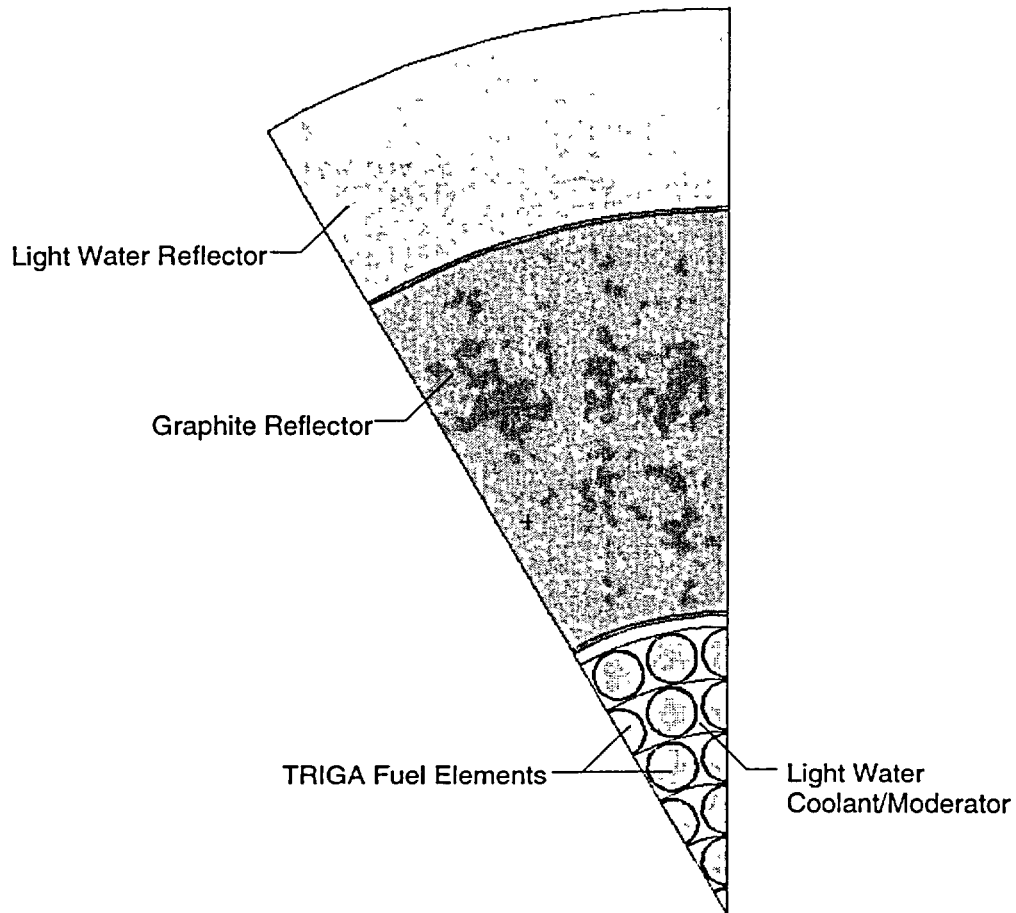 Light Water Reflector
Graphite Reflector
TRIGA Fuel Elements
Light Water
Coolant/Moderator